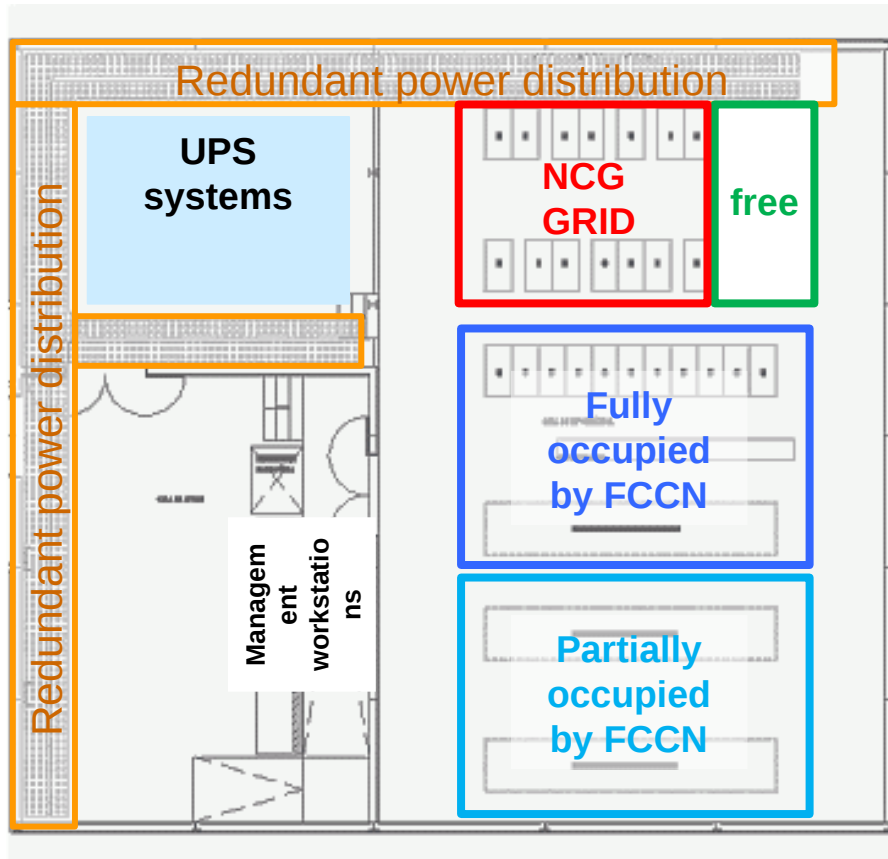 Redundant power distribution
UPS
systems
NCG
GRID
free
Redundant power distribution
Fully
occupied
by FCCN
Managem
ent
workstatio
ns
Partially
occupied
by FCCN